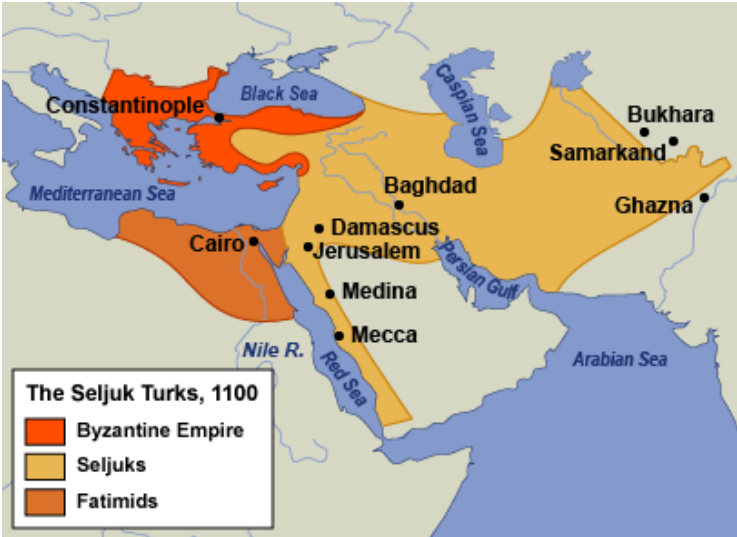 Constantinople
Black Sea
Caspian Sea
Bukhara
Samarkand
Mediterranean Sea
Baghdad
Ghazna
Cairo
Damascus
Jerusalem
Persian Gulf
Medina
Mecca
Nile R.
Red Sea
Arabian Sea
The Seljuk Turks, 1100
Byzantine Empire
Seljuks
Fatimids